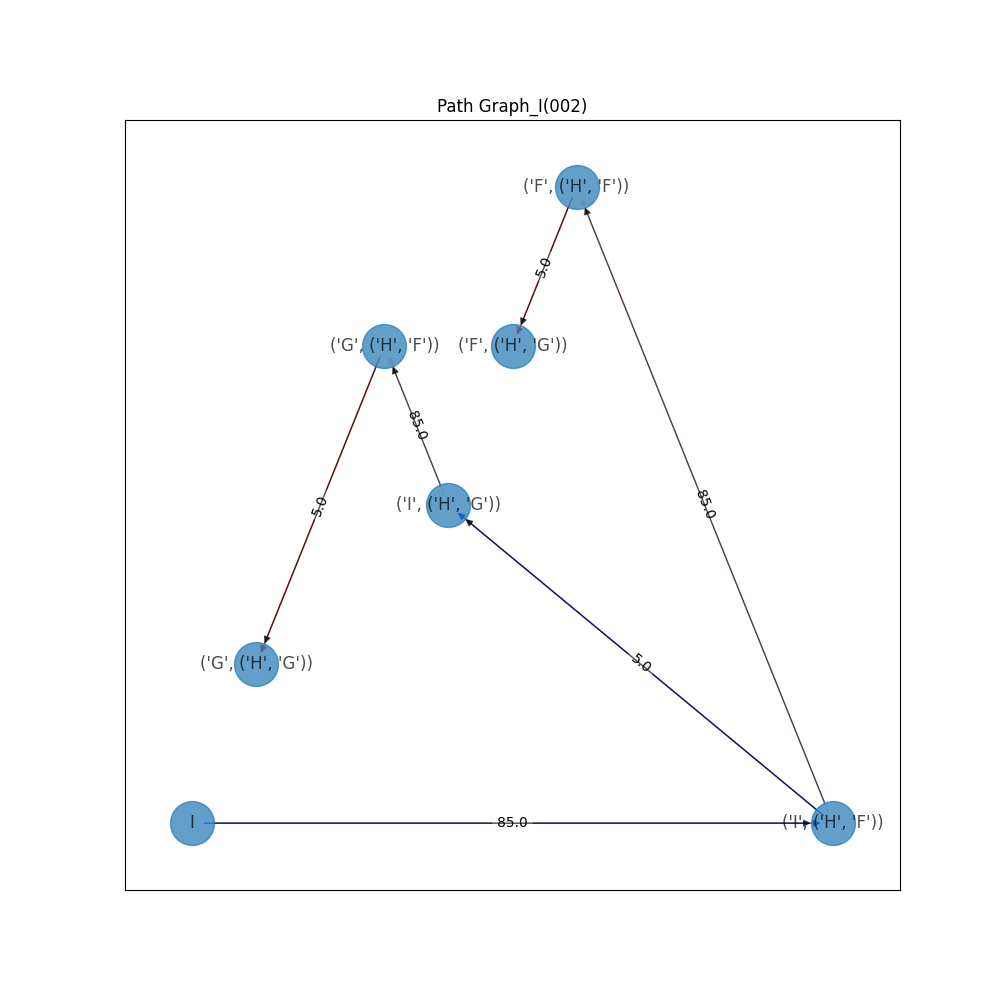 Path Graph_I(002)
('F', ('H', 'F'))
5.0
('G', ('H', 'F'))
('F', ('H', 'G'))
85.0
('I', ('H', 'G'))
85.0
5.0
5.0
('G', ('H', 'G'))
I
85.0
('I', ('H', 'F'))